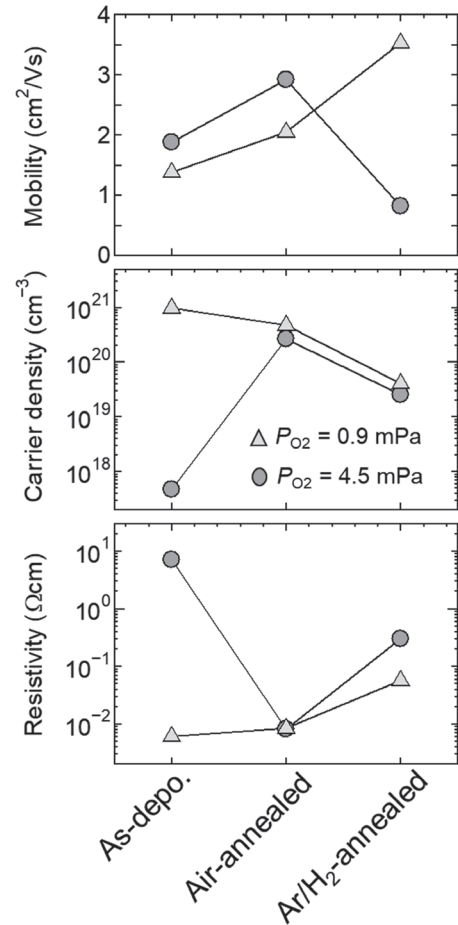 Mobility (cm²/Vs)
4
3
2
1
0
Carrier density (cm⁻³)
10²¹
10²⁰
10¹⁹
10¹⁸
P_O2 = 0.9 mPa
P_O2 = 4.5 mPa
Resistivity (Ωcm)
10¹
10⁰
10⁻¹
10⁻²
As-depo.
Air-annealed
Ar/H₂-annealed